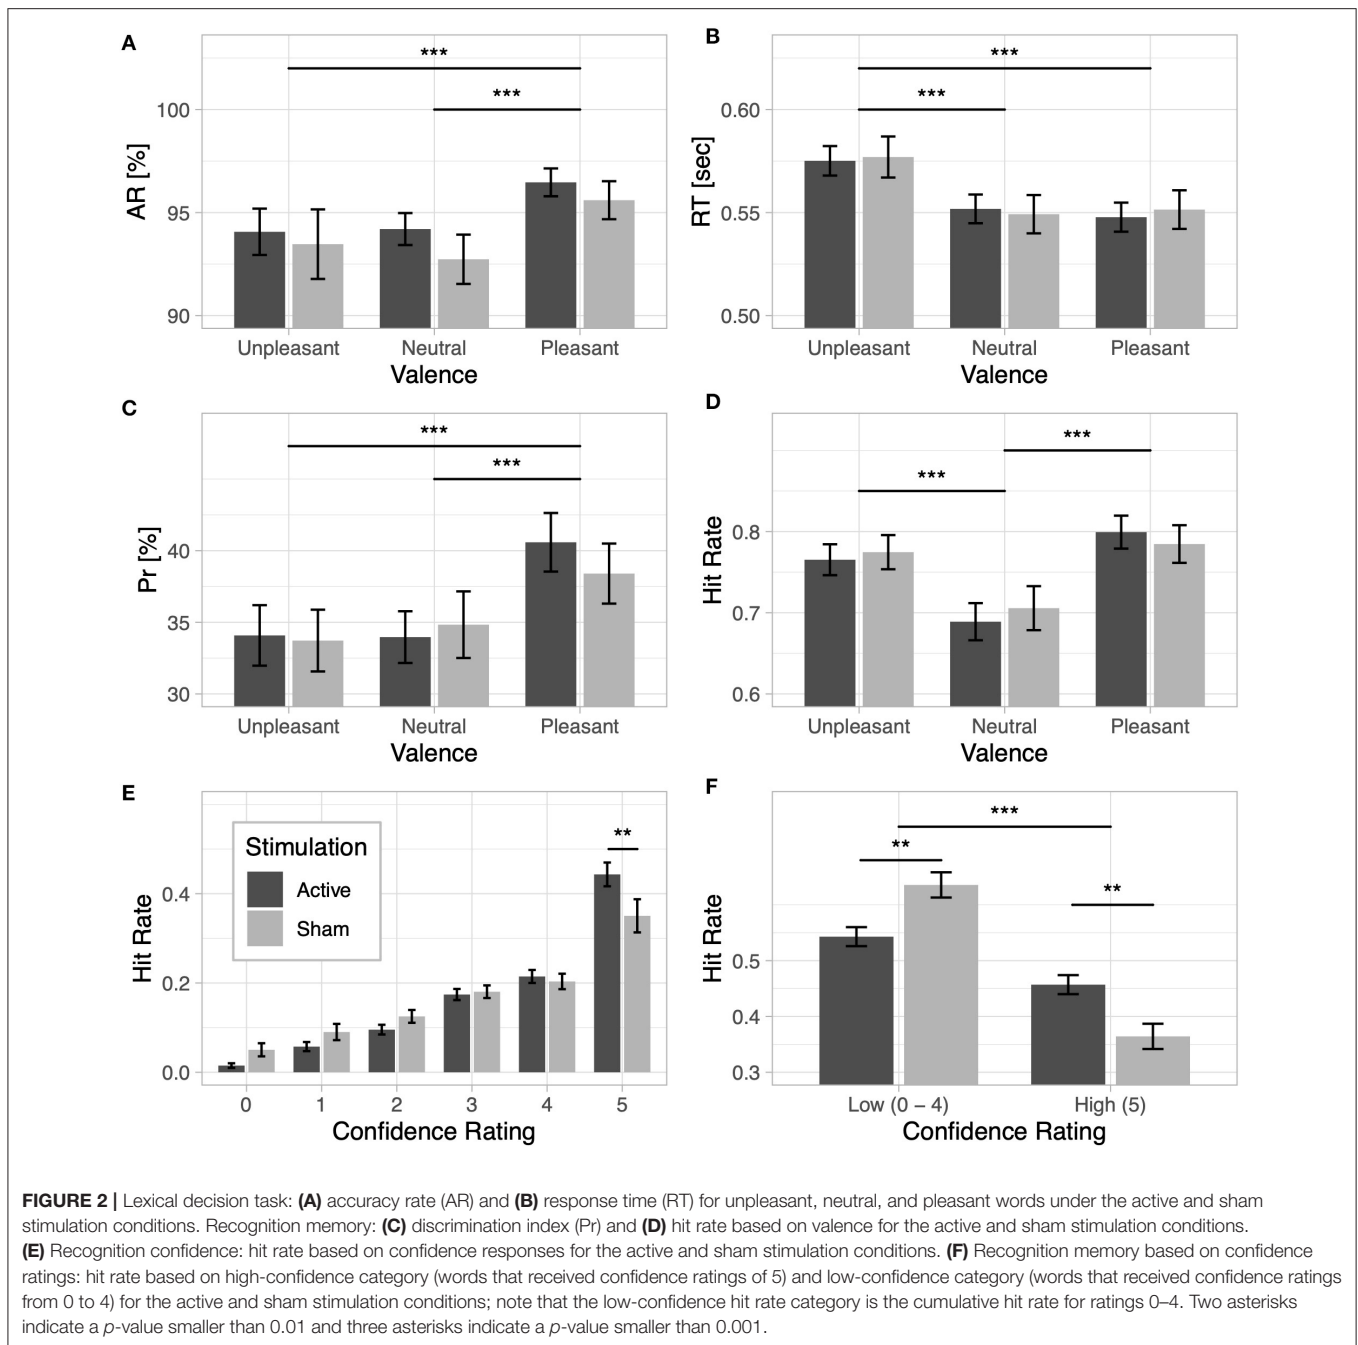 A
***
***
100
95
90
AR [%]
Unpleasant Neutral Pleasant
Valence
B
***
***
0.60
0.55
0.50
RT [sec]
Unpleasant Neutral Pleasant
Valence
C
***
***
40
35
30
Pr [%]
Unpleasant Neutral Pleasant
Valence
D
***
***
0.8
0.7
0.6
Hit Rate
Unpleasant Neutral Pleasant
Valence
E
Stimulation
Active
Sham
**
0.4
0.2
0.0
Hit Rate
0 1 2 3 4 5
Confidence Rating
F
***
**
**
0.5
0.4
0.3
Hit Rate
Low (0 – 4) High (5)
Confidence Rating
FIGURE 2 | Lexical decision task: (A) accuracy rate (AR) and (B) response time (RT) for unpleasant, neutral, and pleasant words under the active and sham
stimulation conditions. Recognition memory: (C) discrimination index (Pr) and (D) hit rate based on valence for the active and sham stimulation conditions.
(E) Recognition confidence: hit rate based on confidence responses for the active and sham stimulation conditions. (F) Recognition memory based on confidence
ratings: hit rate based on high-confidence category (words that received confidence ratings of 5) and low-confidence category (words that received confidence ratings
from 0 to 4) for the active and sham stimulation conditions; note that the low-confidence hit rate category is the cumulative hit rate for ratings 0–4. Two asterisks
indicate a p-value smaller than 0.01 and three asterisks indicate a p-value smaller than 0.001.